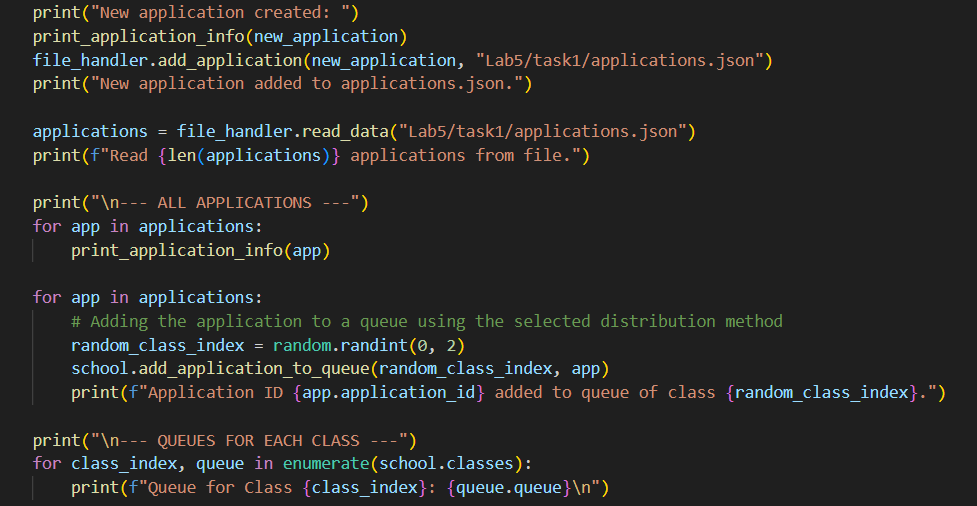 print("New application created: ")
print_application_info(new_application)
file_handler.add_application(new_application, "Lab5/task1/applications.json")
print("New application added to applications.json.")

applications = file_handler.read_data("Lab5/task1/applications.json")
print(f"Read {len(applications)} applications from file.")

print("\n--- ALL APPLICATIONS ---")
for app in applications:
    print_application_info(app)

for app in applications:
    # Adding the application to a queue using the selected distribution method
    random_class_index = random.randint(0, 2)
    school.add_application_to_queue(random_class_index, app)
    print(f"Application ID {app.application_id} added to queue of class {random_class_index}.")

print("\n--- QUEUES FOR EACH CLASS ---")
for class_index, queue in enumerate(school.classes):
    print(f"Queue for Class {class_index}: {queue.queue}\n")